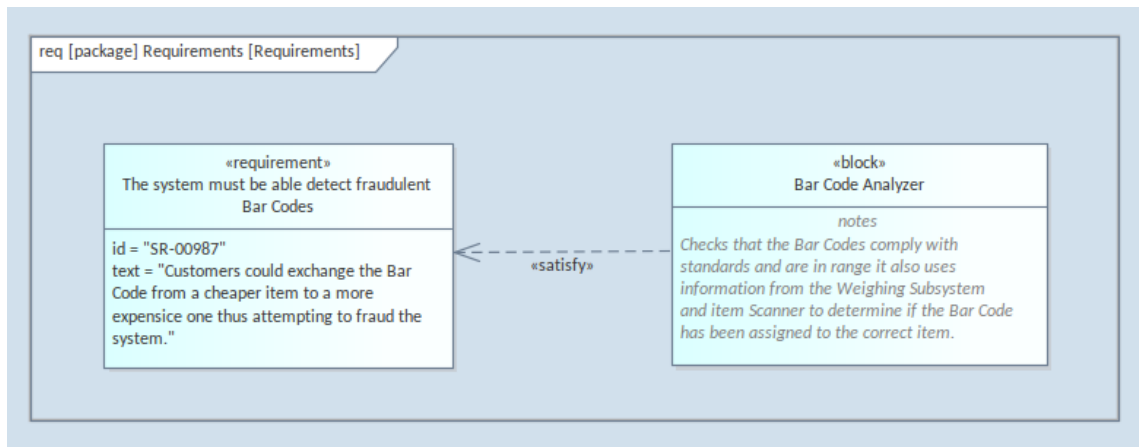 req [package] Requirements [Requirements]
«requirement»
The system must be able detect fraudulent
Bar Codes
id = "SR-00987"
text = "Customers could exchange the Bar
Code from a cheaper item to a more
expensice one thus attempting to fraud the
system."
«satisfy»
«block»
Bar Code Analyzer
notes
Checks that the Bar Codes comply with
standards and are in range it also uses
information from the Weighing Subsystem
and item Scanner to determine if the Bar Code
has been assigned to the correct item.